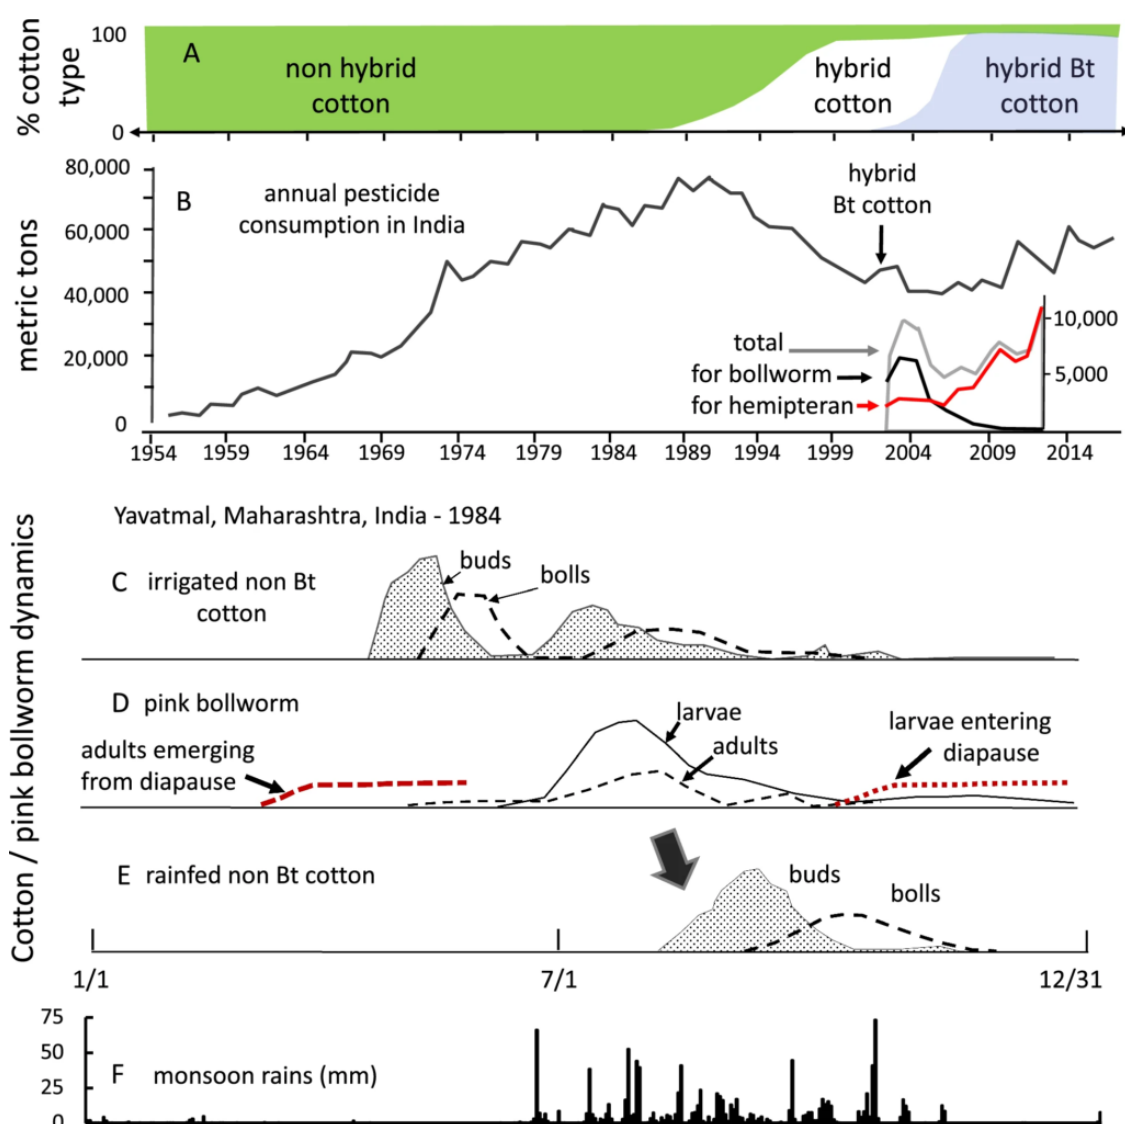 % cotton
type
100
0
A
non hybrid
cotton
hybrid
cotton
hybrid Bt
cotton
metric tons
80,000
60,000
40,000
20,000
0
B
annual pesticide
consumption in India
hybrid
Bt cotton
total
for bollworm
for hemipteran
10,000
5,000
1954 1959 1964 1969 1974 1979 1984 1989 1994 1999 2004 2009 2014
Cotton / pink bollworm dynamics
Yavatmal, Maharashtra, India - 1984
C irrigated non Bt
cotton
buds
bolls
D pink bollworm
adults emerging
from diapause
larvae
adults
larvae entering
diapause
E rainfed non Bt cotton
buds
bolls
1/1 7/1 12/31
75
50
25
0
F monsoon rains (mm)